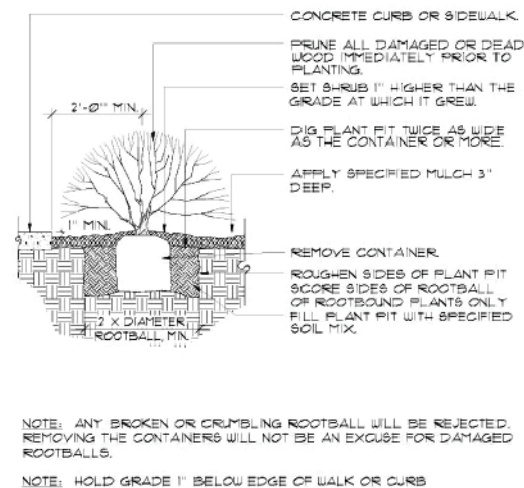 CONCRETE CURB OR SIDEWALK.
PRUNE ALL DAMAGED OR DEAD
WOOD IMMEDIATELY PRIOR TO
PLANTING.
SET SHRUB 1" HIGHER THAN THE
GRADE AT WHICH IT GREW.
2'-0" MIN.
DIG PLANT PIT TWICE AS WIDE
AS THE CONTAINER OR MORE.
APPLY SPECIFIED MULCH 3"
DEEP.
1" MIN.
REMOVE CONTAINER.
ROUGHEN SIDES OF PLANT PIT
SCORE SIDES OF ROOTBALL
OF ROOTBOUND PLANTS ONLY
FILL PLANT PIT WITH SPECIFIED
SOIL MIX.
2 X DIAMETER
ROOTBALL, MIN.
NOTE: ANY BROKEN OR CRUMBLING ROOTBALL WILL BE REJECTED.
REMOVING THE CONTAINERS WILL NOT BE AN EXCUSE FOR DAMAGED
ROOTBALLS.
NOTE: HOLD GRADE 1" BELOW EDGE OF WALK OR CURB